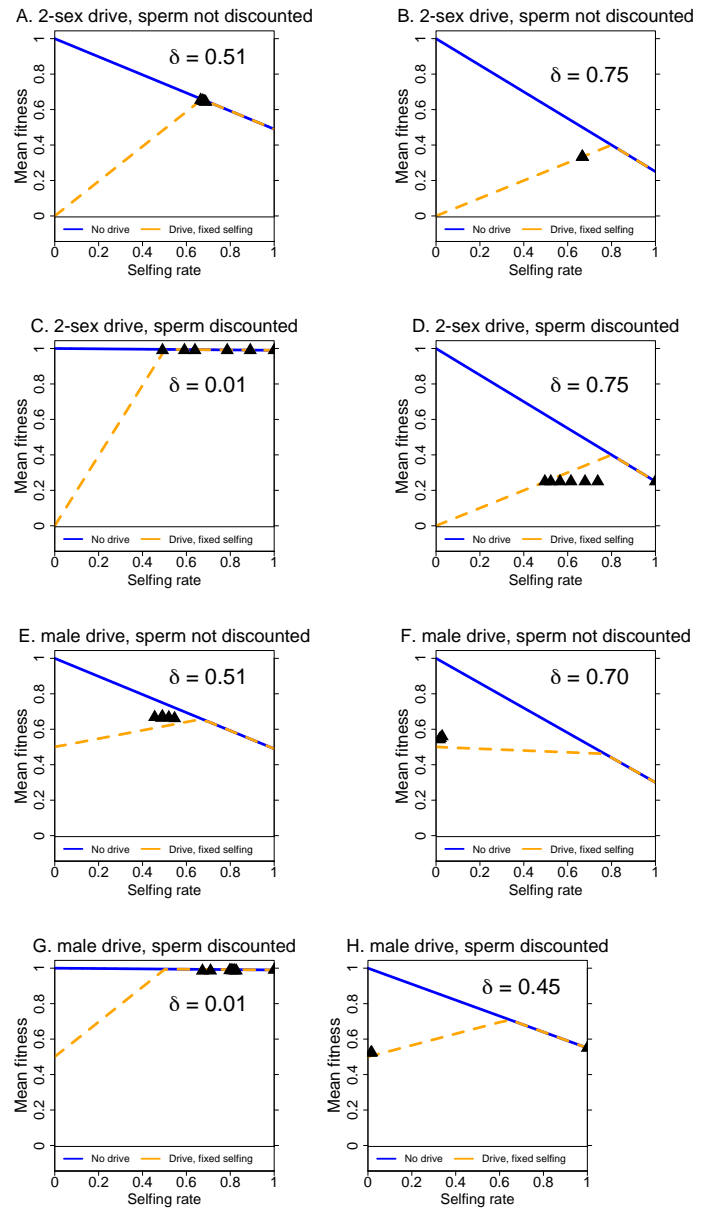 A. 2-sex drive, sperm not discounted
δ = 0.51
Mean fitness
0 0.2 0.4 0.6 0.8 1
No drive Drive, fixed selfing
0 0.2 0.4 0.6 0.8 1
Selfing rate
B. 2-sex drive, sperm not discounted
δ = 0.75
Mean fitness
0 0.2 0.4 0.6 0.8 1
No drive Drive, fixed selfing
0 0.2 0.4 0.6 0.8 1
Selfing rate
C. 2-sex drive, sperm discounted
δ = 0.01
Mean fitness
0 0.2 0.4 0.6 0.8 1
No drive Drive, fixed selfing
0 0.2 0.4 0.6 0.8 1
Selfing rate
D. 2-sex drive, sperm discounted
δ = 0.75
Mean fitness
0 0.2 0.4 0.6 0.8 1
No drive Drive, fixed selfing
0 0.2 0.4 0.6 0.8 1
Selfing rate
E. male drive, sperm not discounted
δ = 0.51
Mean fitness
0 0.2 0.4 0.6 0.8 1
No drive Drive, fixed selfing
0 0.2 0.4 0.6 0.8 1
Selfing rate
F. male drive, sperm not discounted
δ = 0.70
Mean fitness
0 0.2 0.4 0.6 0.8 1
No drive Drive, fixed selfing
0 0.2 0.4 0.6 0.8 1
Selfing rate
G. male drive, sperm discounted
δ = 0.01
Mean fitness
0 0.2 0.4 0.6 0.8 1
No drive Drive, fixed selfing
0 0.2 0.4 0.6 0.8 1
Selfing rate
H. male drive, sperm discounted
δ = 0.45
Mean fitness
0 0.2 0.4 0.6 0.8 1
No drive Drive, fixed selfing
0 0.2 0.4 0.6 0.8 1
Selfing rate